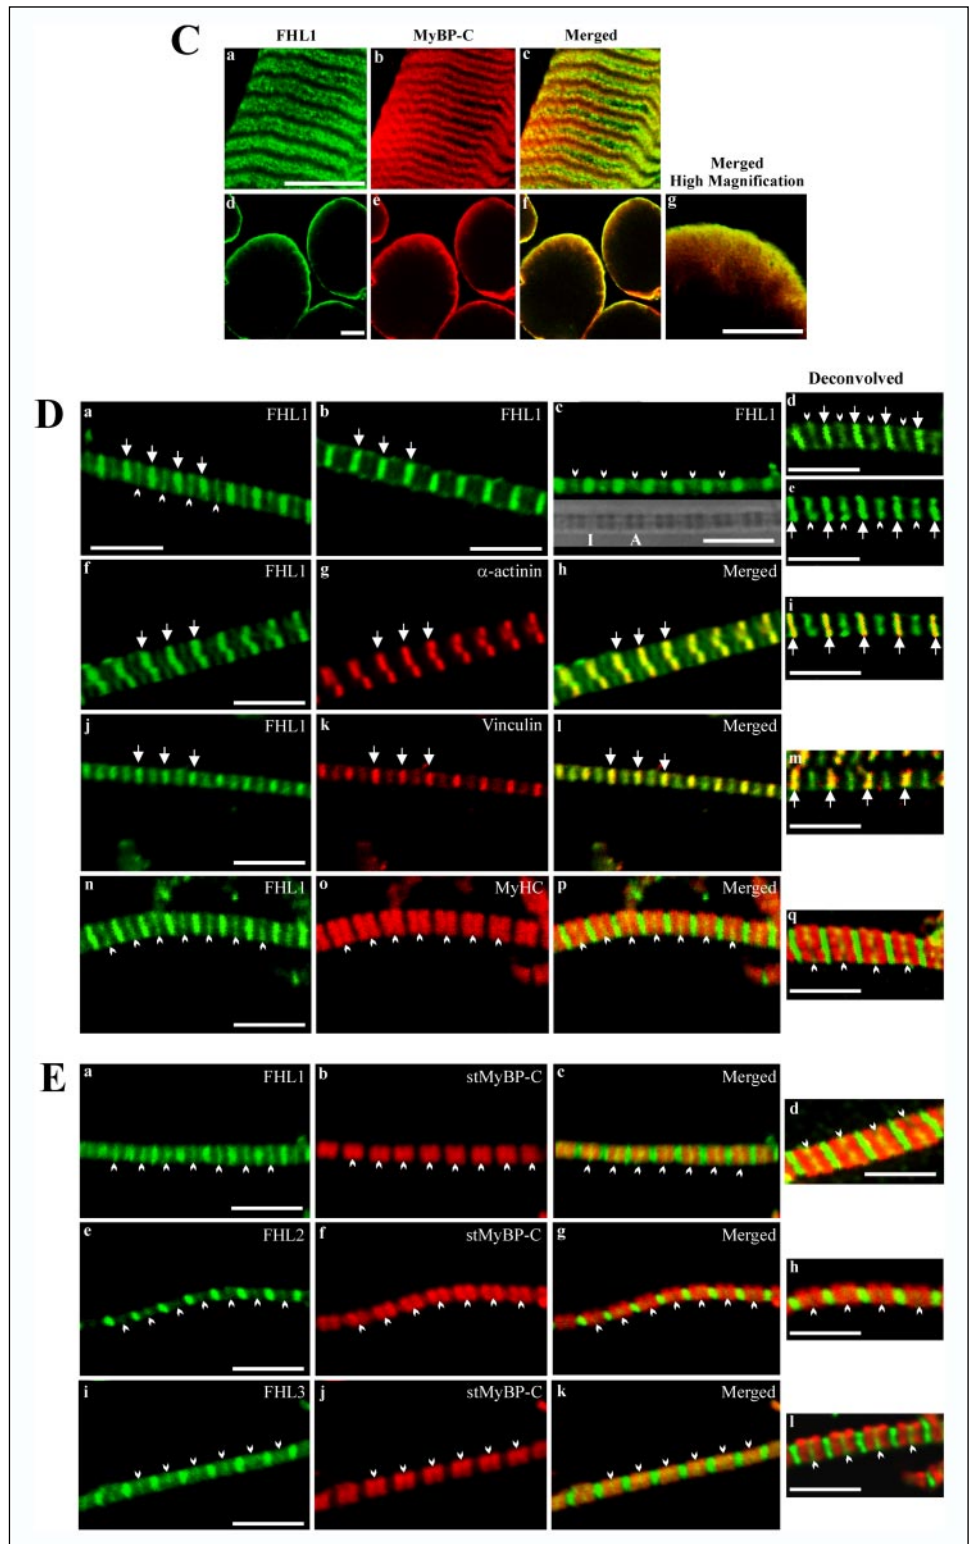 C
FHL1 MyBP-C Merged
a b c
Merged
High Magnification
d e f g
Deconvolved
D
a FHL1 b FHL1 c FHL1 d
I A
e
f FHL1 g α-actinin h Merged i
j FHL1 k Vinculin l Merged m
n FHL1 o MyHC p Merged q
E
a FHL1 b stMyBP-C c Merged d
e FHL2 f stMyBP-C g Merged h
i FHL3 j stMyBP-C k Merged l